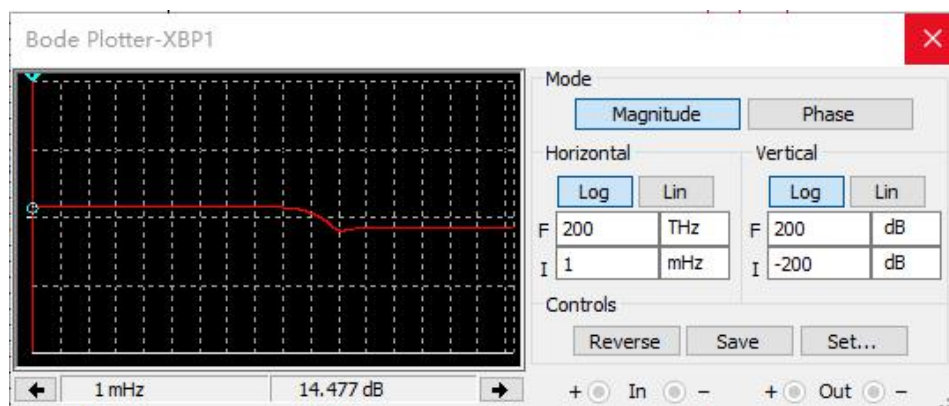 Bode Plotter-XBP1
Mode
Magnitude Phase
Horizontal Vertical
Log Lin Log Lin
F 200 THz F 200 dB
I 1 mHz I -200 dB
Controls
Reverse Save Set...
1 mHz 14.477 dB + In - + Out -